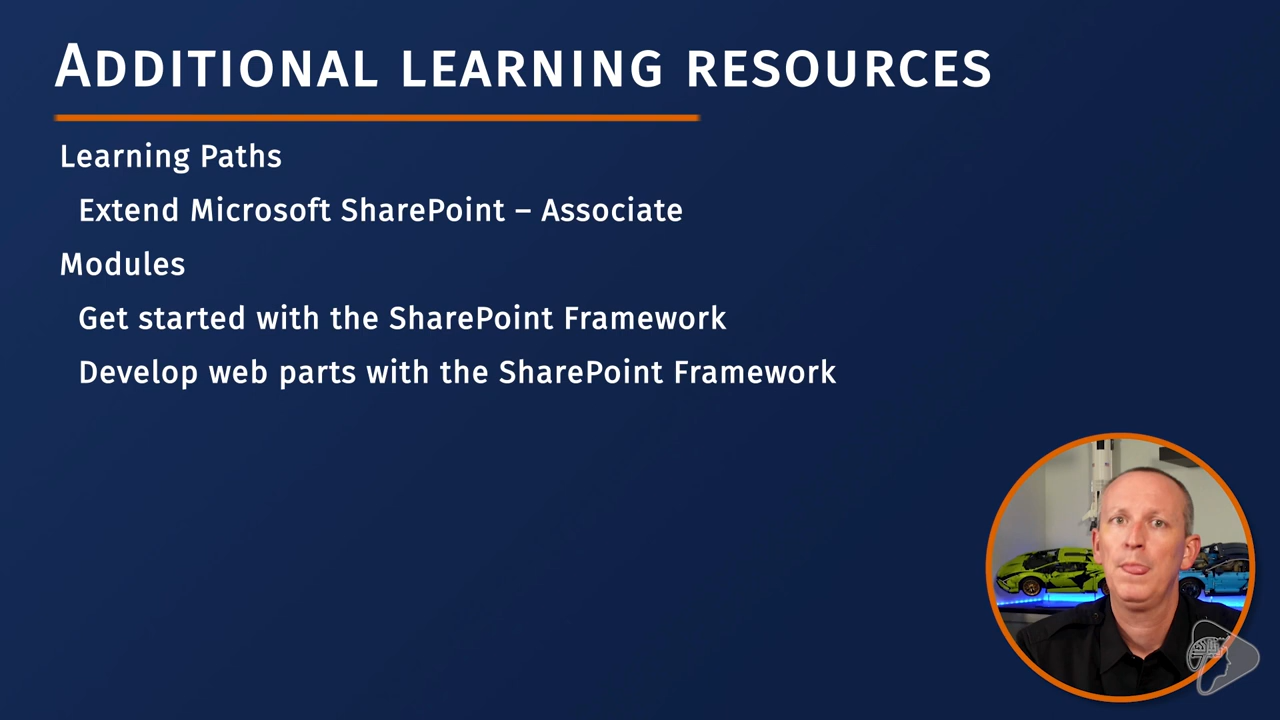 Additional learning resources
Learning Paths
Extend Microsoft SharePoint – Associate
Modules
Get started with the SharePoint Framework
Develop web parts with the SharePoint Framework